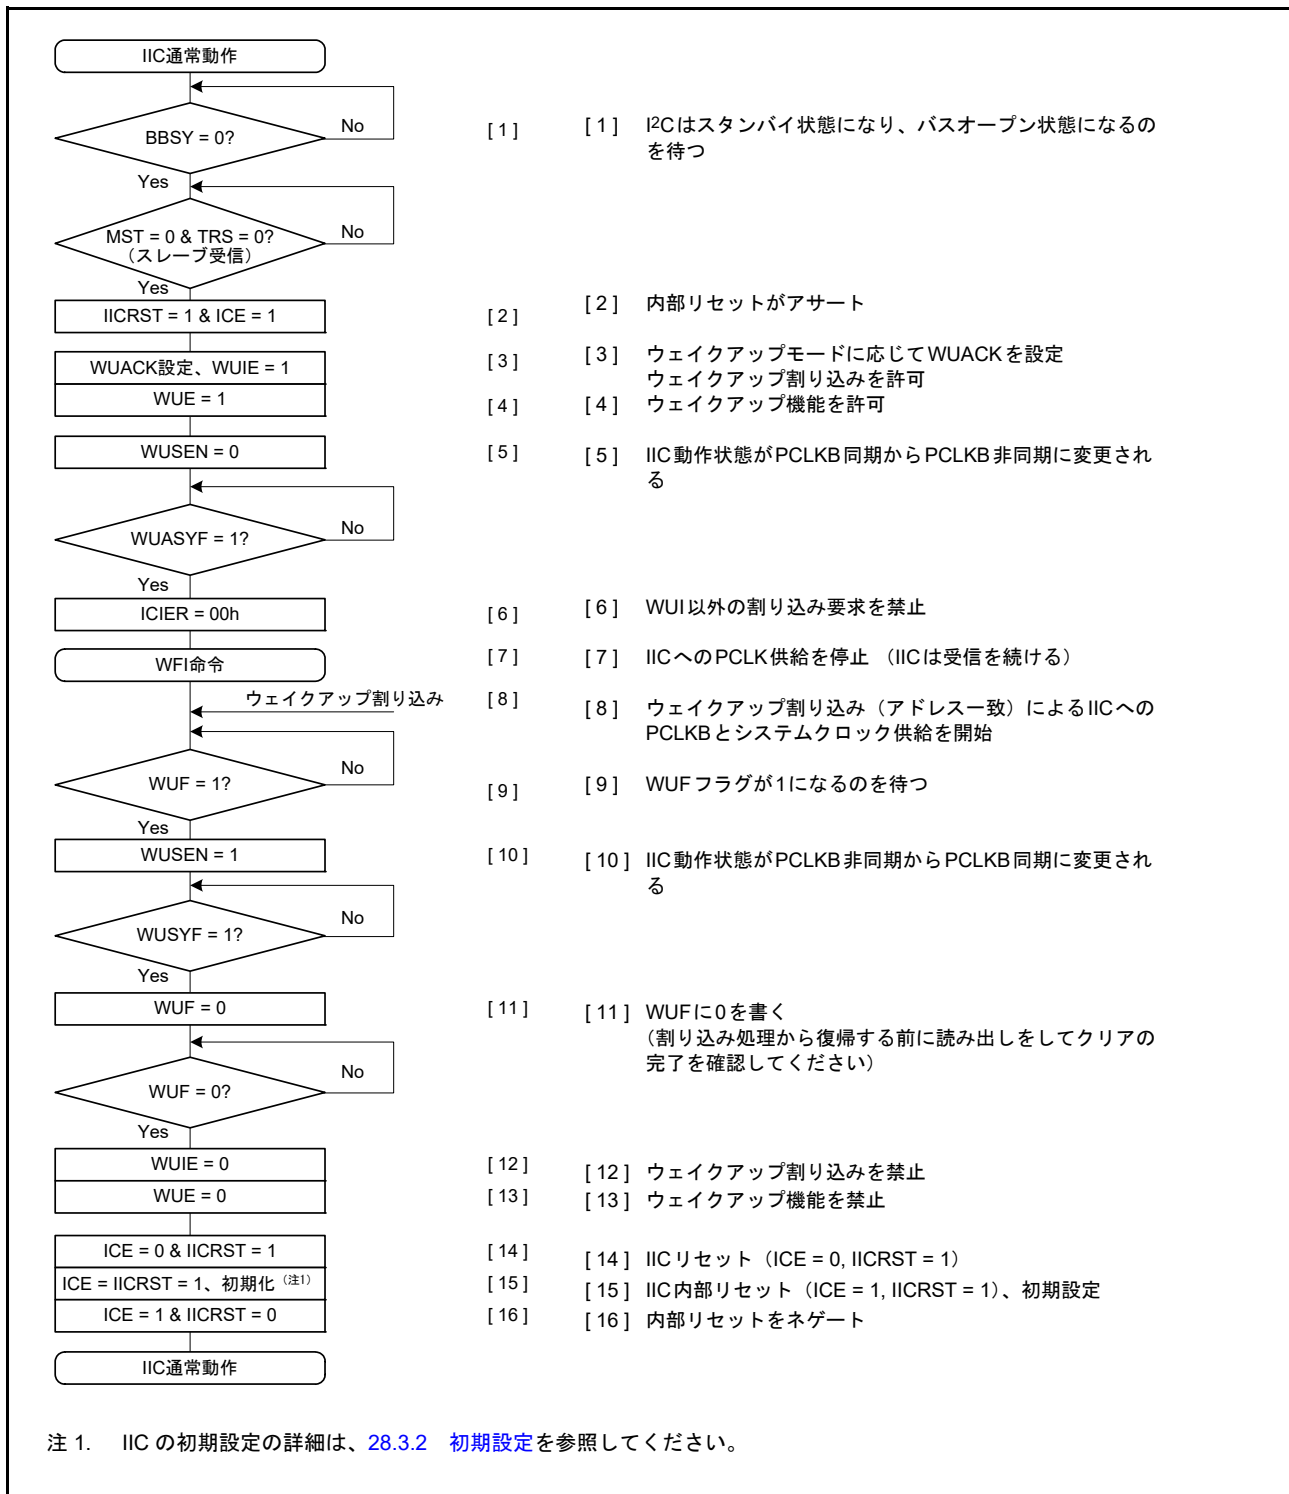 IIC通常動作
BBSY = 0?
No
Yes
[ 1 ]
[ 1 ] I2Cはスタンバイ状態になり、バスオープン状態になるの
を待つ
MST = 0 & TRS = 0?
（スレーブ受信）
No
Yes
IICRST = 1 & ICE = 1
[ 2 ]
[ 2 ] 内部リセットがアサート
WUACK設定、WUIE = 1
[ 3 ]
[ 3 ] ウェイクアップモードに応じてWUACKを設定
ウェイクアップ割り込みを許可
WUE = 1
[ 4 ]
[ 4 ] ウェイクアップ機能を許可
WUSEN = 0
[ 5 ]
[ 5 ] IIC動作状態がPCLKB同期からPCLKB非同期に変更され
る
WUASYF = 1?
No
Yes
ICIER = 00h
[ 6 ]
[ 6 ] WUI以外の割り込み要求を禁止
WFI命令
[ 7 ]
[ 7 ] IICへのPCLK供給を停止 （IICは受信を続ける）
ウェイクアップ割り込み
[ 8 ]
[ 8 ] ウェイクアップ割り込み（アドレス一致）によるIICへの
PCLKBとシステムクロック供給を開始
WUF = 1?
No
Yes
[ 9 ]
[ 9 ] WUFフラグが1になるのを待つ
WUSEN = 1
[ 10 ]
[ 10 ] IIC動作状態がPCLKB非同期からPCLKB同期に変更され
る
WUSYF = 1?
No
Yes
WUF = 0
[ 11 ]
[ 11 ] WUFに0を書く
（割り込み処理から復帰する前に読み出しをしてクリアの
完了を確認してください）
WUF = 0?
No
Yes
WUIE = 0
[ 12 ]
[ 12 ] ウェイクアップ割り込みを禁止
WUE = 0
[ 13 ]
[ 13 ] ウェイクアップ機能を禁止
ICE = 0 & IICRST = 1
[ 14 ]
[ 14 ] IICリセット（ICE = 0, IICRST = 1）
ICE = IICRST = 1、初期化（注1）
[ 15 ]
[ 15 ] IIC内部リセット（ICE = 1, IICRST = 1）、初期設定
ICE = 1 & IICRST = 0
[ 16 ]
[ 16 ] 内部リセットをネゲート
IIC通常動作
注 1. IIC の初期設定の詳細は、28.3.2 初期設定を参照してください。